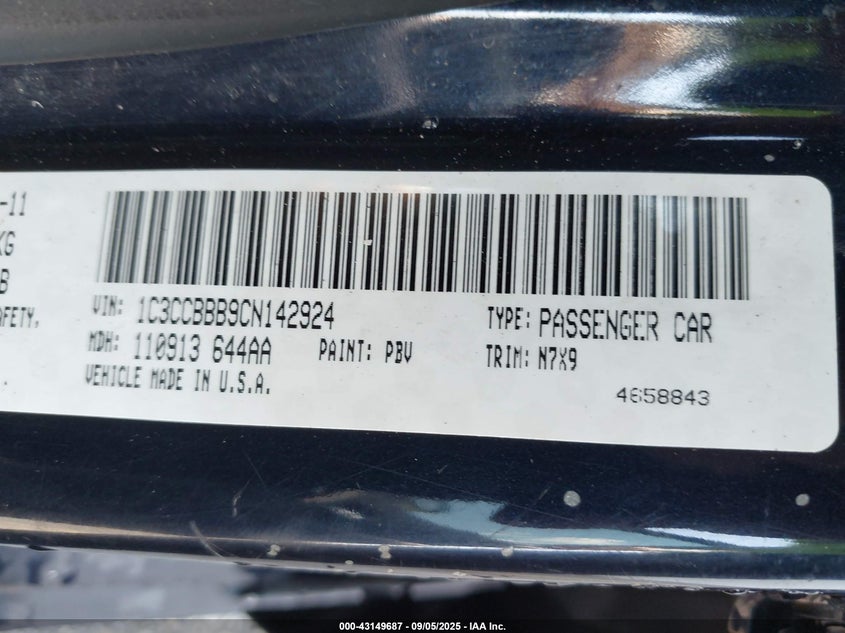 -11
KG
B
AFETY,
VIN: 1C3CCBBB9CN142924
TYPE: PASSENGER CAR
MDH: 110913 644AA
PAINT: PBV
TRIM: N7X9
VEHICLE MADE IN U.S.A.
4658843
000-43149687 - 09/05/2025 - IAA Inc.